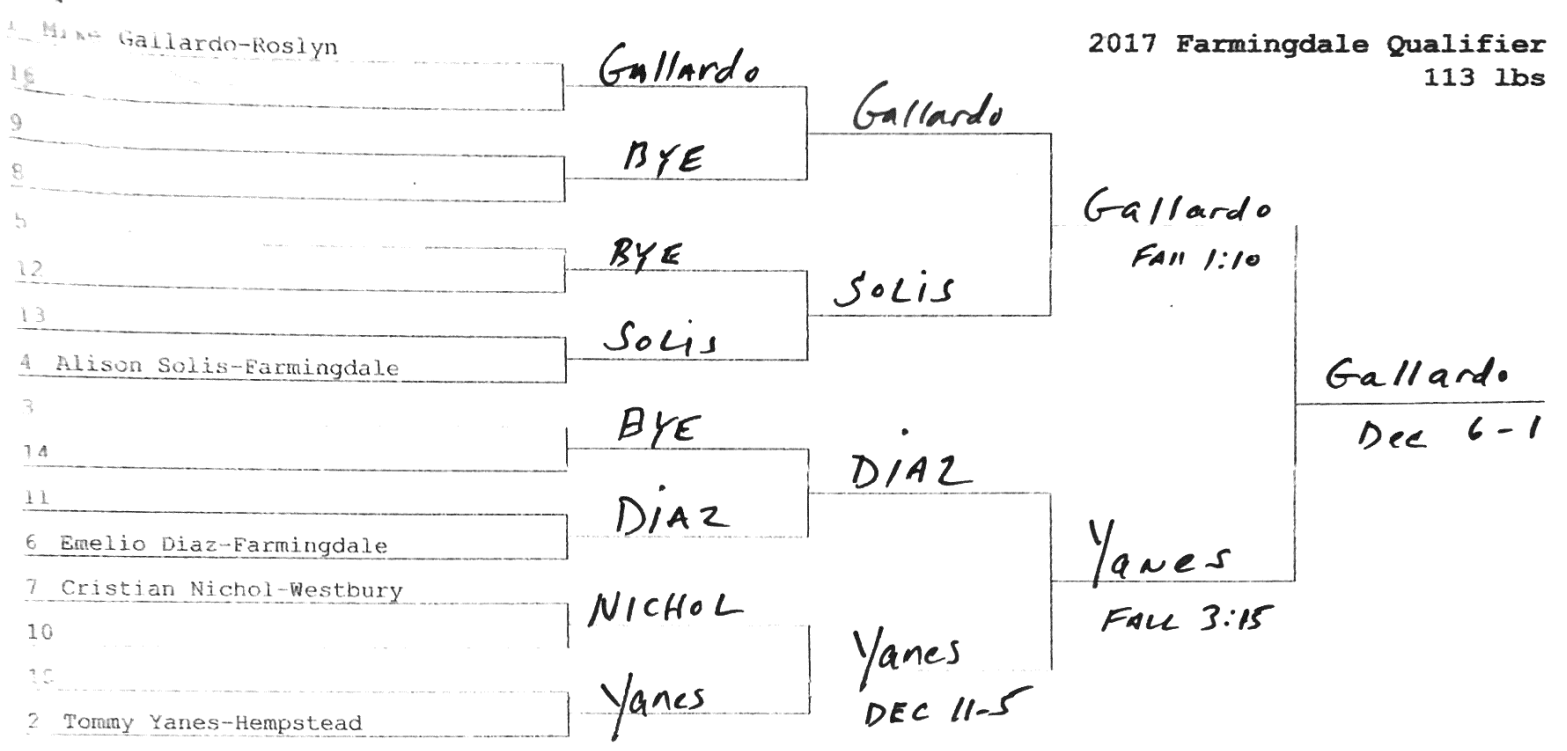 1 Mike Gallardo-Roslyn
2017 Farmingdale Qualifier
113 lbs
16
9
8
5
12
13
4 Alison Solis-Farmingdale
3
14
11
6 Emelio Diaz-Farmingdale
7 Cristian Nichol-Westbury
10
15
2 Tommy Yanes-Hempstead
Gallardo
BYE
BYE
SOLIS
BYE
DIAZ
NICHOL
Yanes
Gallardo
SOLIS
DIAZ
Yanes
DEC 11-5
Gallardo
FAll 1:10
Yanes
FALL 3:15
Gallardo
Dec 6-1